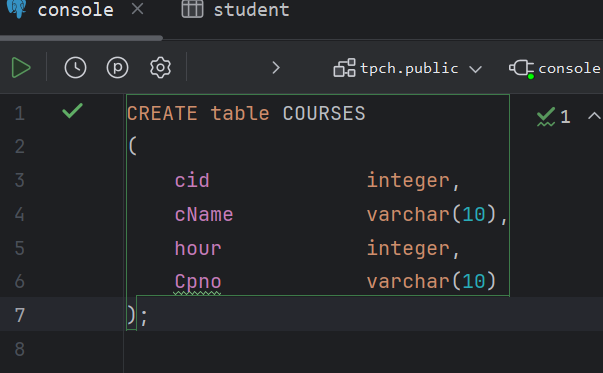 console student
tpch.public console
1 CREATE table COURSES 1
2 (
3 cid integer,
4 cName varchar(10),
5 hour integer,
6 Cpno varchar(10)
7 );
8